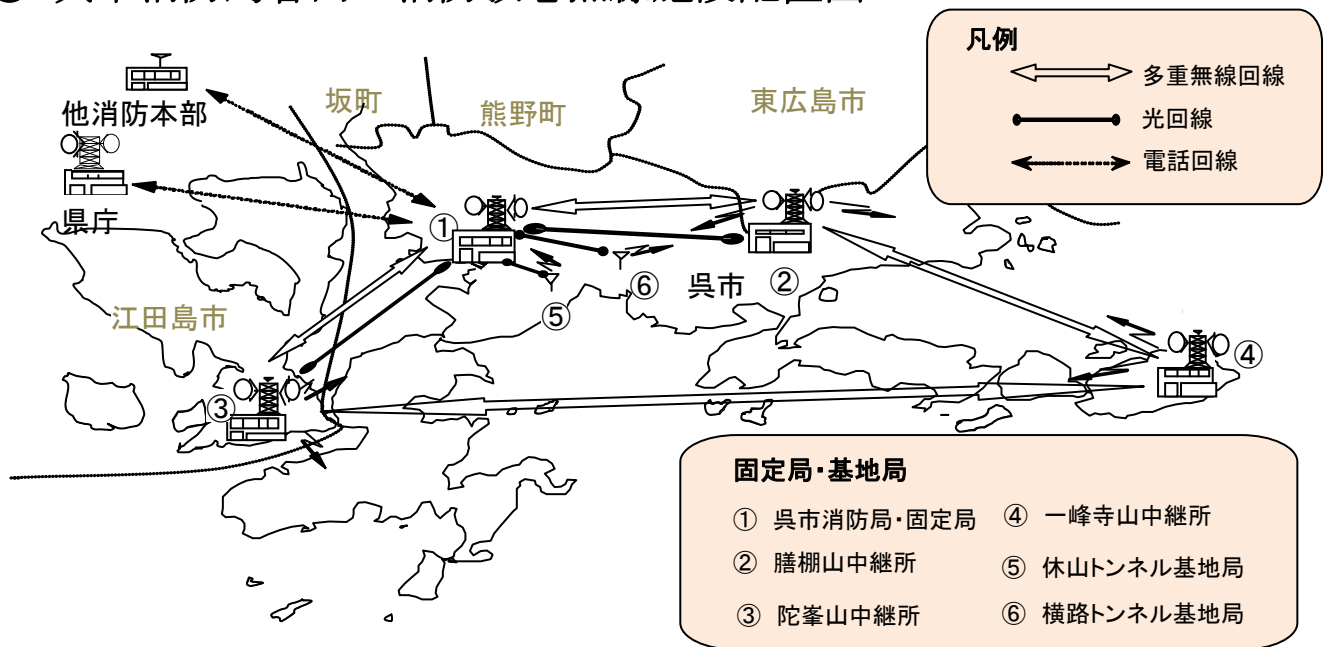 凡例
多重無線回線
光回線
電話回線
坂町
熊野町
東広島市
他消防本部
県庁
①
⑥
呉市
②
⑤
江田島市
④
③
固定局・基地局
① 呉市消防局・固定局
② 膳棚山中継所
③ 陀峯山中継所
④ 一峰寺山中継所
⑤ 休山トンネル基地局
⑥ 横路トンネル基地局